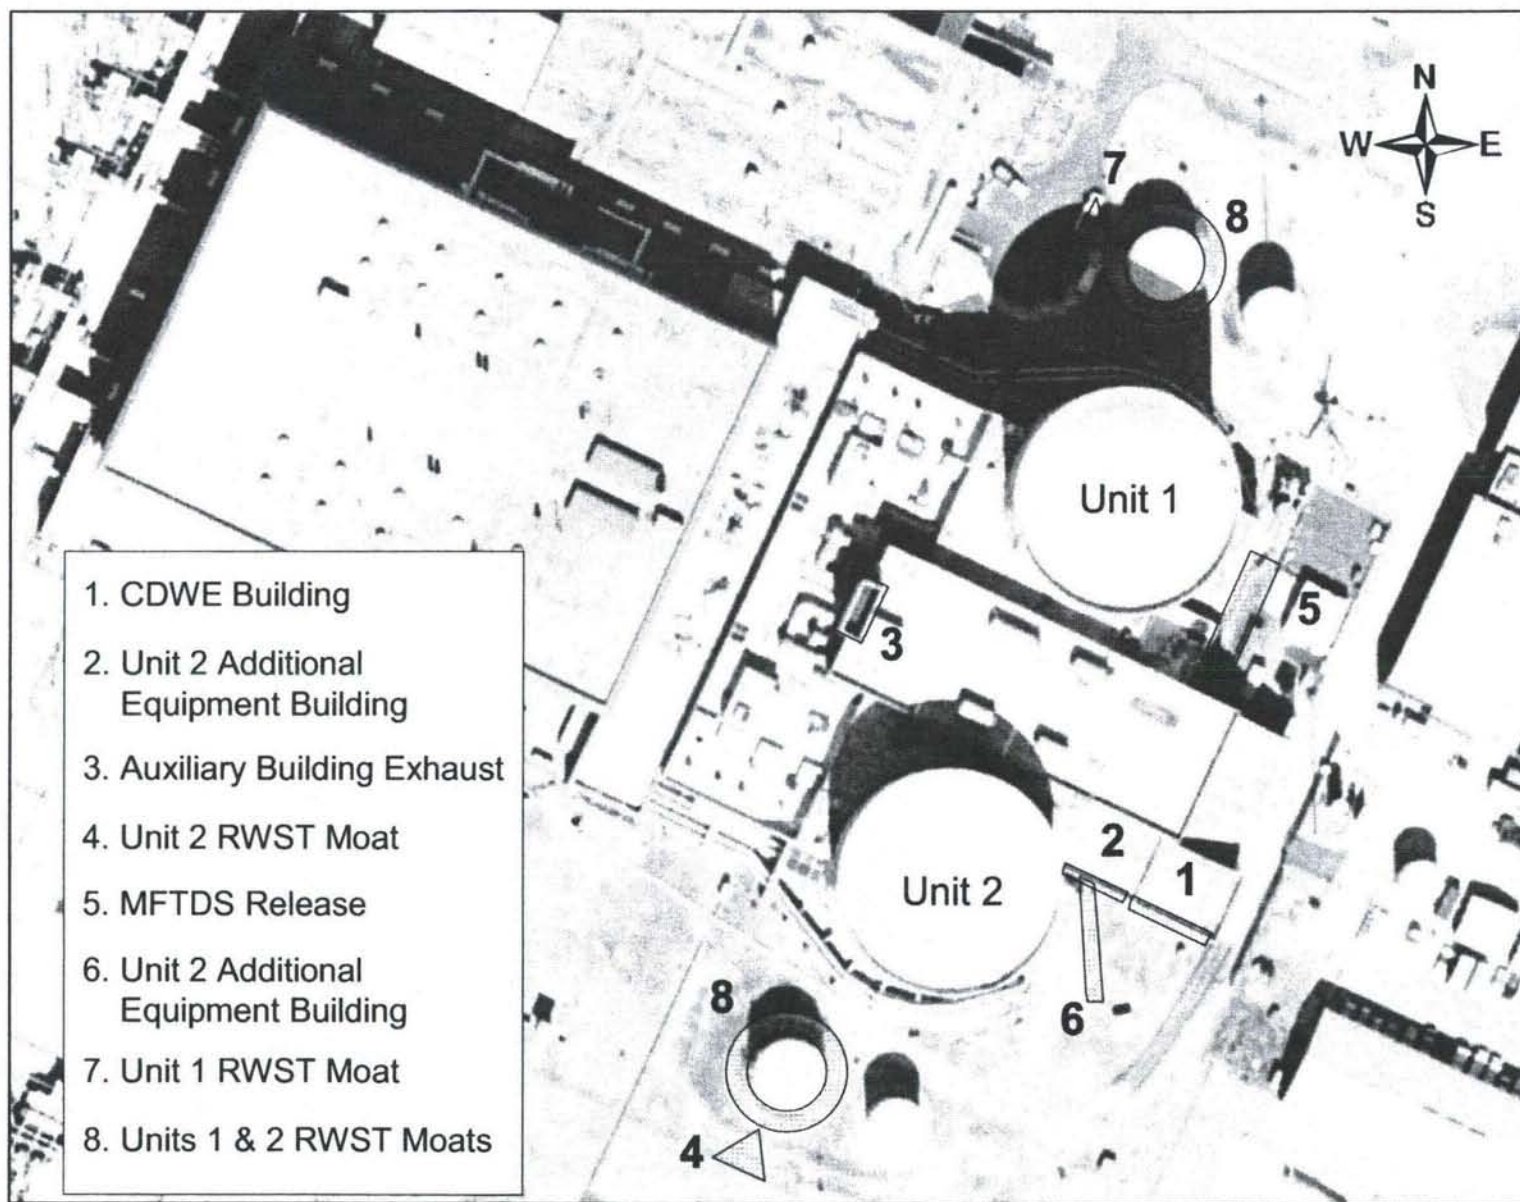 N
W E
S
7
8
Unit 1
5
3
2
1
Unit 2
8
6
4
1. CDWE Building
2. Unit 2 Additional
Equipment Building
3. Auxiliary Building Exhaust
4. Unit 2 RWST Moat
5. MFTDS Release
6. Unit 2 Additional
Equipment Building
7. Unit 1 RWST Moat
8. Units 1 & 2 RWST Moats